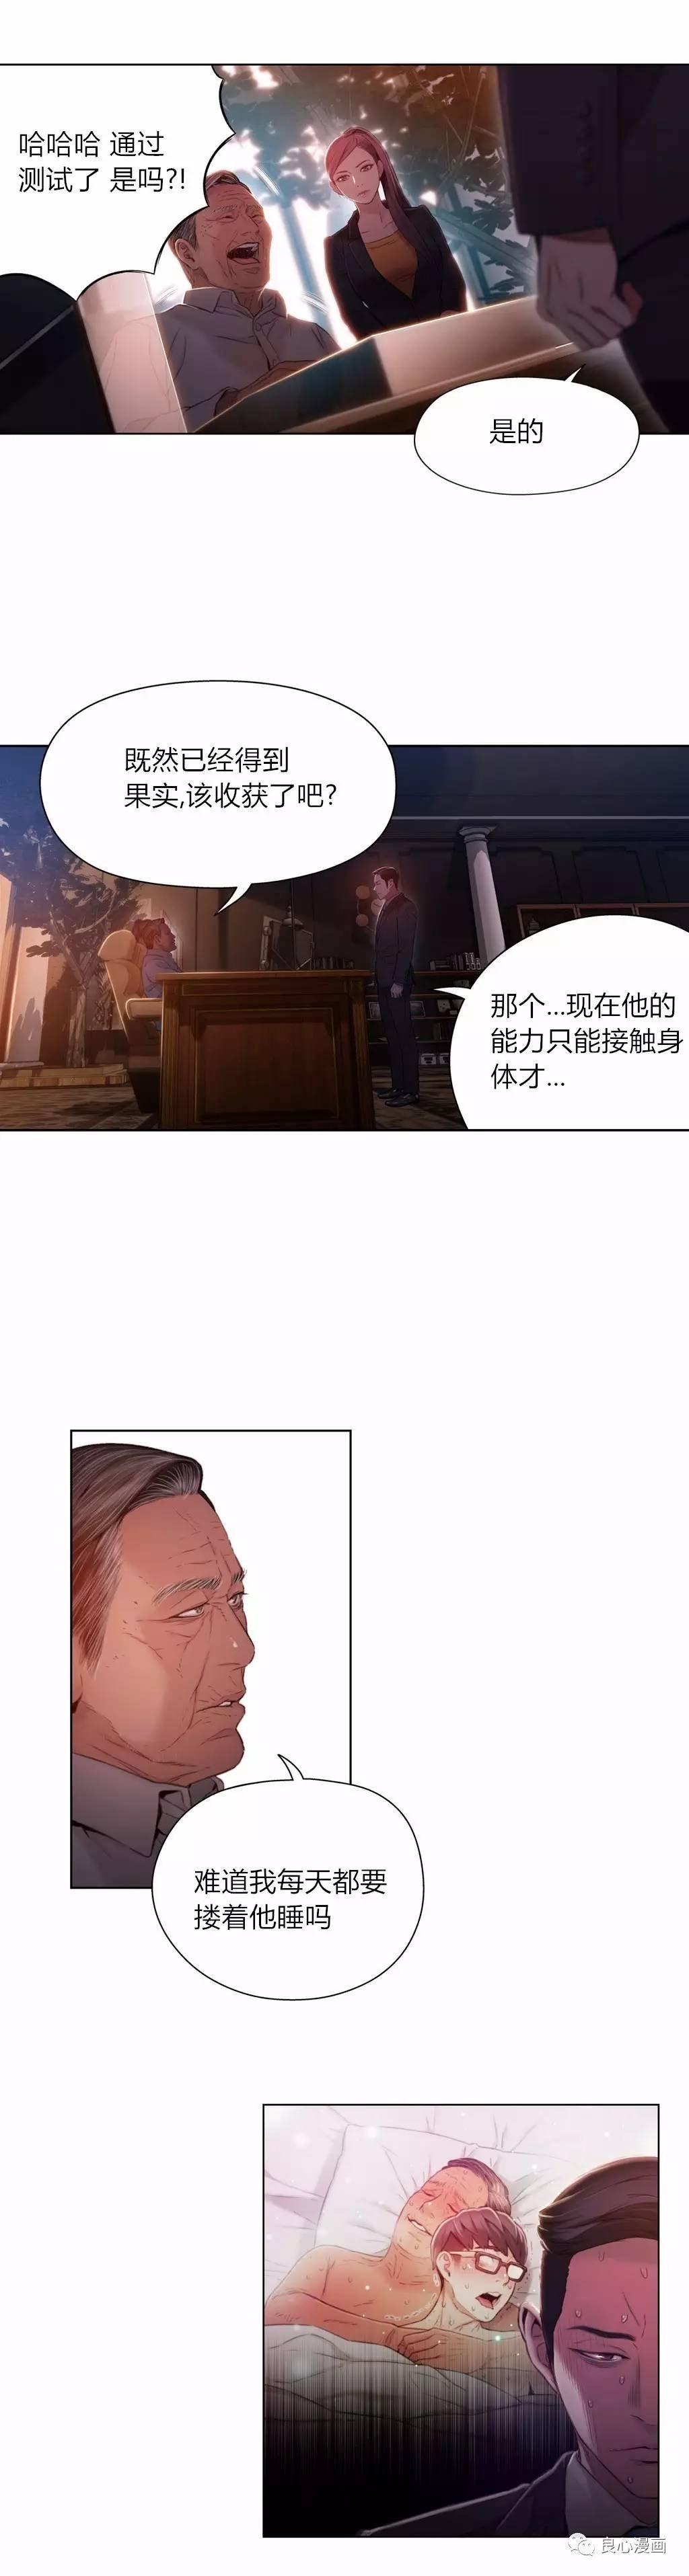 哈哈哈 通过
测试了 是吗?!
是的
既然已经得到
果实,该收获了吧?
那个...现在他的
能力只能接触身
体才...
难道我每天都要
搂着他睡吗
良心漫画